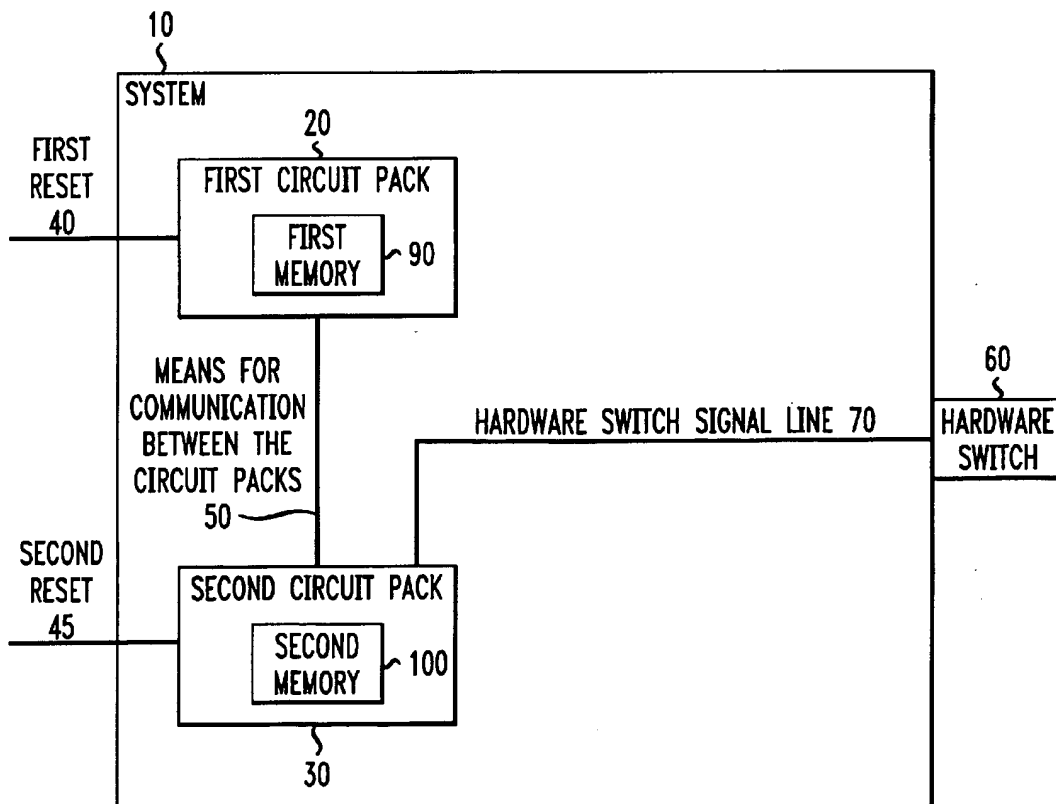 10
SYSTEM
20
FIRST
RESET
40
FIRST CIRCUIT PACK
FIRST
MEMORY
90
MEANS FOR
COMMUNICATION
BETWEEN THE
CIRCUIT PACKS
50
HARDWARE SWITCH SIGNAL LINE 70
60
HARDWARE
SWITCH
SECOND
RESET
45
SECOND CIRCUIT PACK
SECOND
MEMORY
100
30